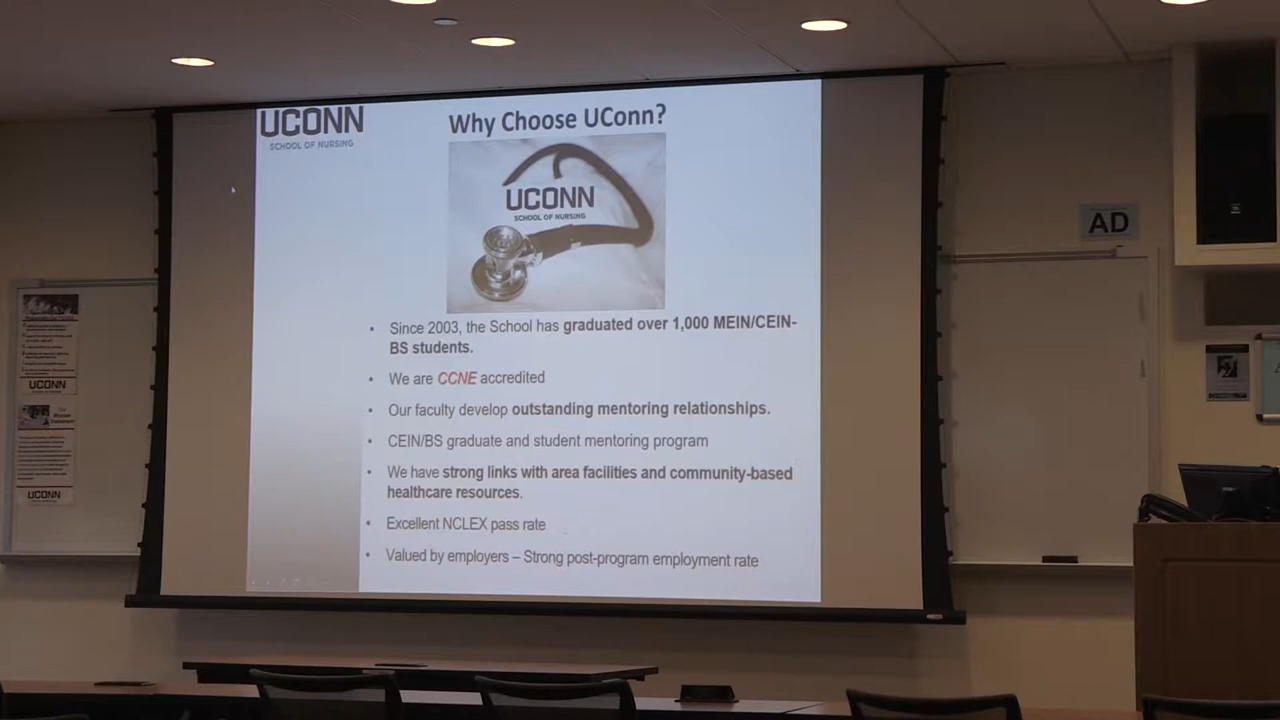 UCONN
SCHOOL OF NURSING
Why Choose UConn?
UCONN
SCHOOL OF NURSING
• Since 2003, the School has graduated over 1,000 MEIN/CEIN-
BS students.
• We are CCNE accredited
• Our faculty develop outstanding mentoring relationships.
• CEIN/BS graduate and student mentoring program
• We have strong links with area facilities and community-based
healthcare resources.
• Excellent NCLEX pass rate
• Valued by employers – Strong post-program employment rate
AD
UCONN
UCONN